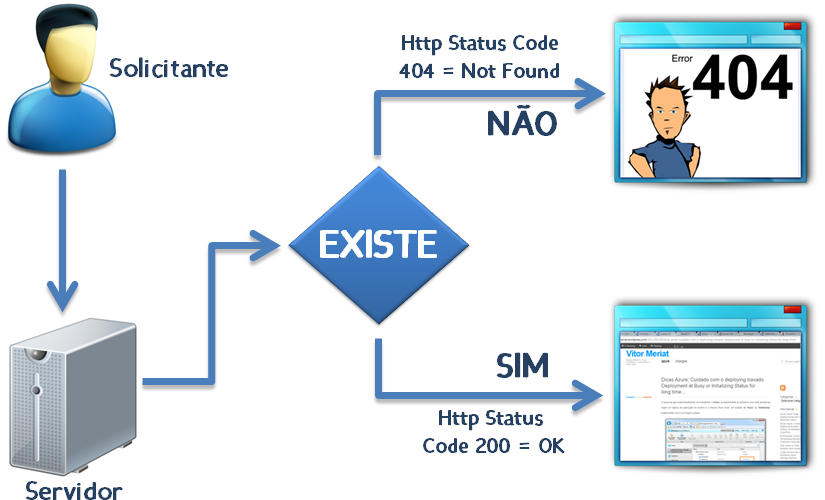 Solicitante
Http Status Code
404 = Not Found
NÃO
Error 404
EXISTE
SIM
Http Status
Code 200 = OK
Servidor
Vitor Meriat
Dicas Azure: Cuidado com o deploying travado.
Deployment at Busy or Initializing Status for
long time…